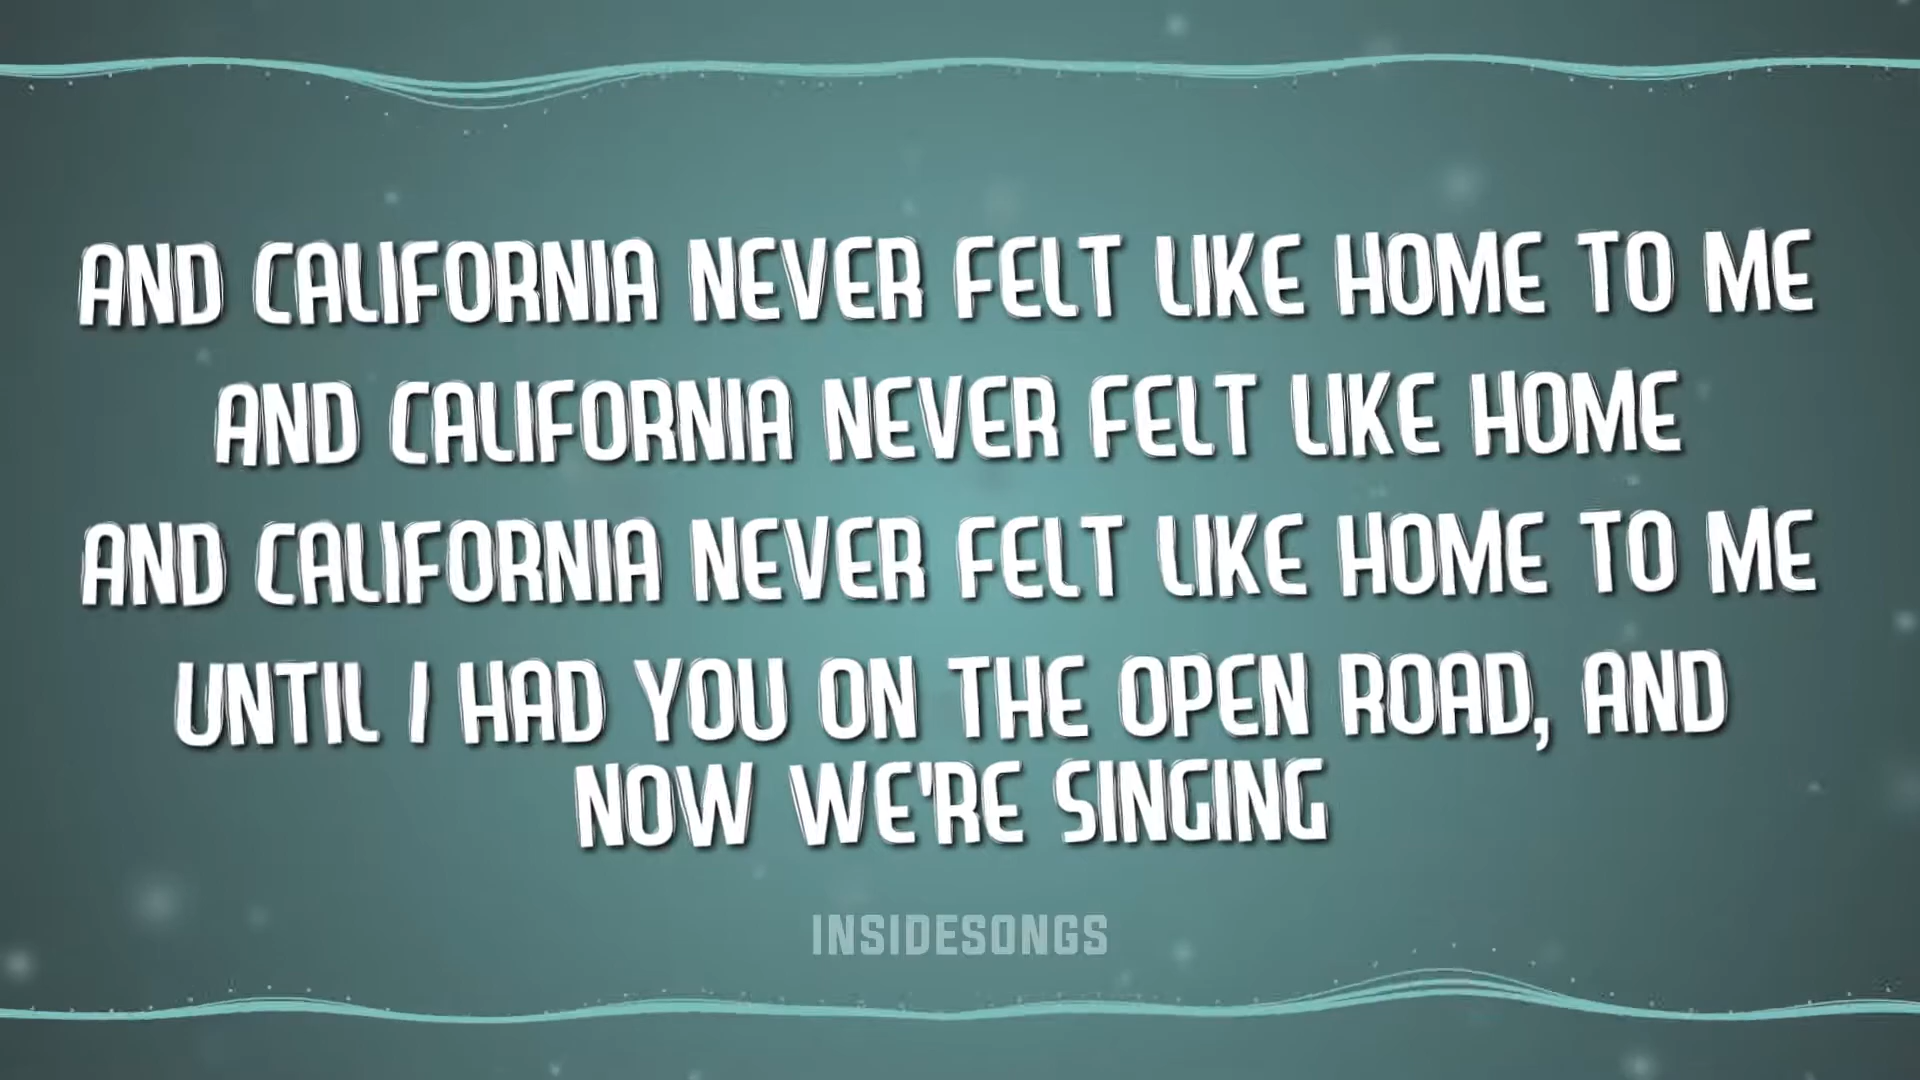 AND CALIFORNIA NEVER FELT LIKE HOME TO ME
AND CALIFORNIA NEVER FELT LIKE HOME
AND CALIFORNIA NEVER FELT LIKE HOME TO ME
UNTIL I HAD YOU ON THE OPEN ROAD, AND
NOW WE'RE SINGING
INSIDESONGS